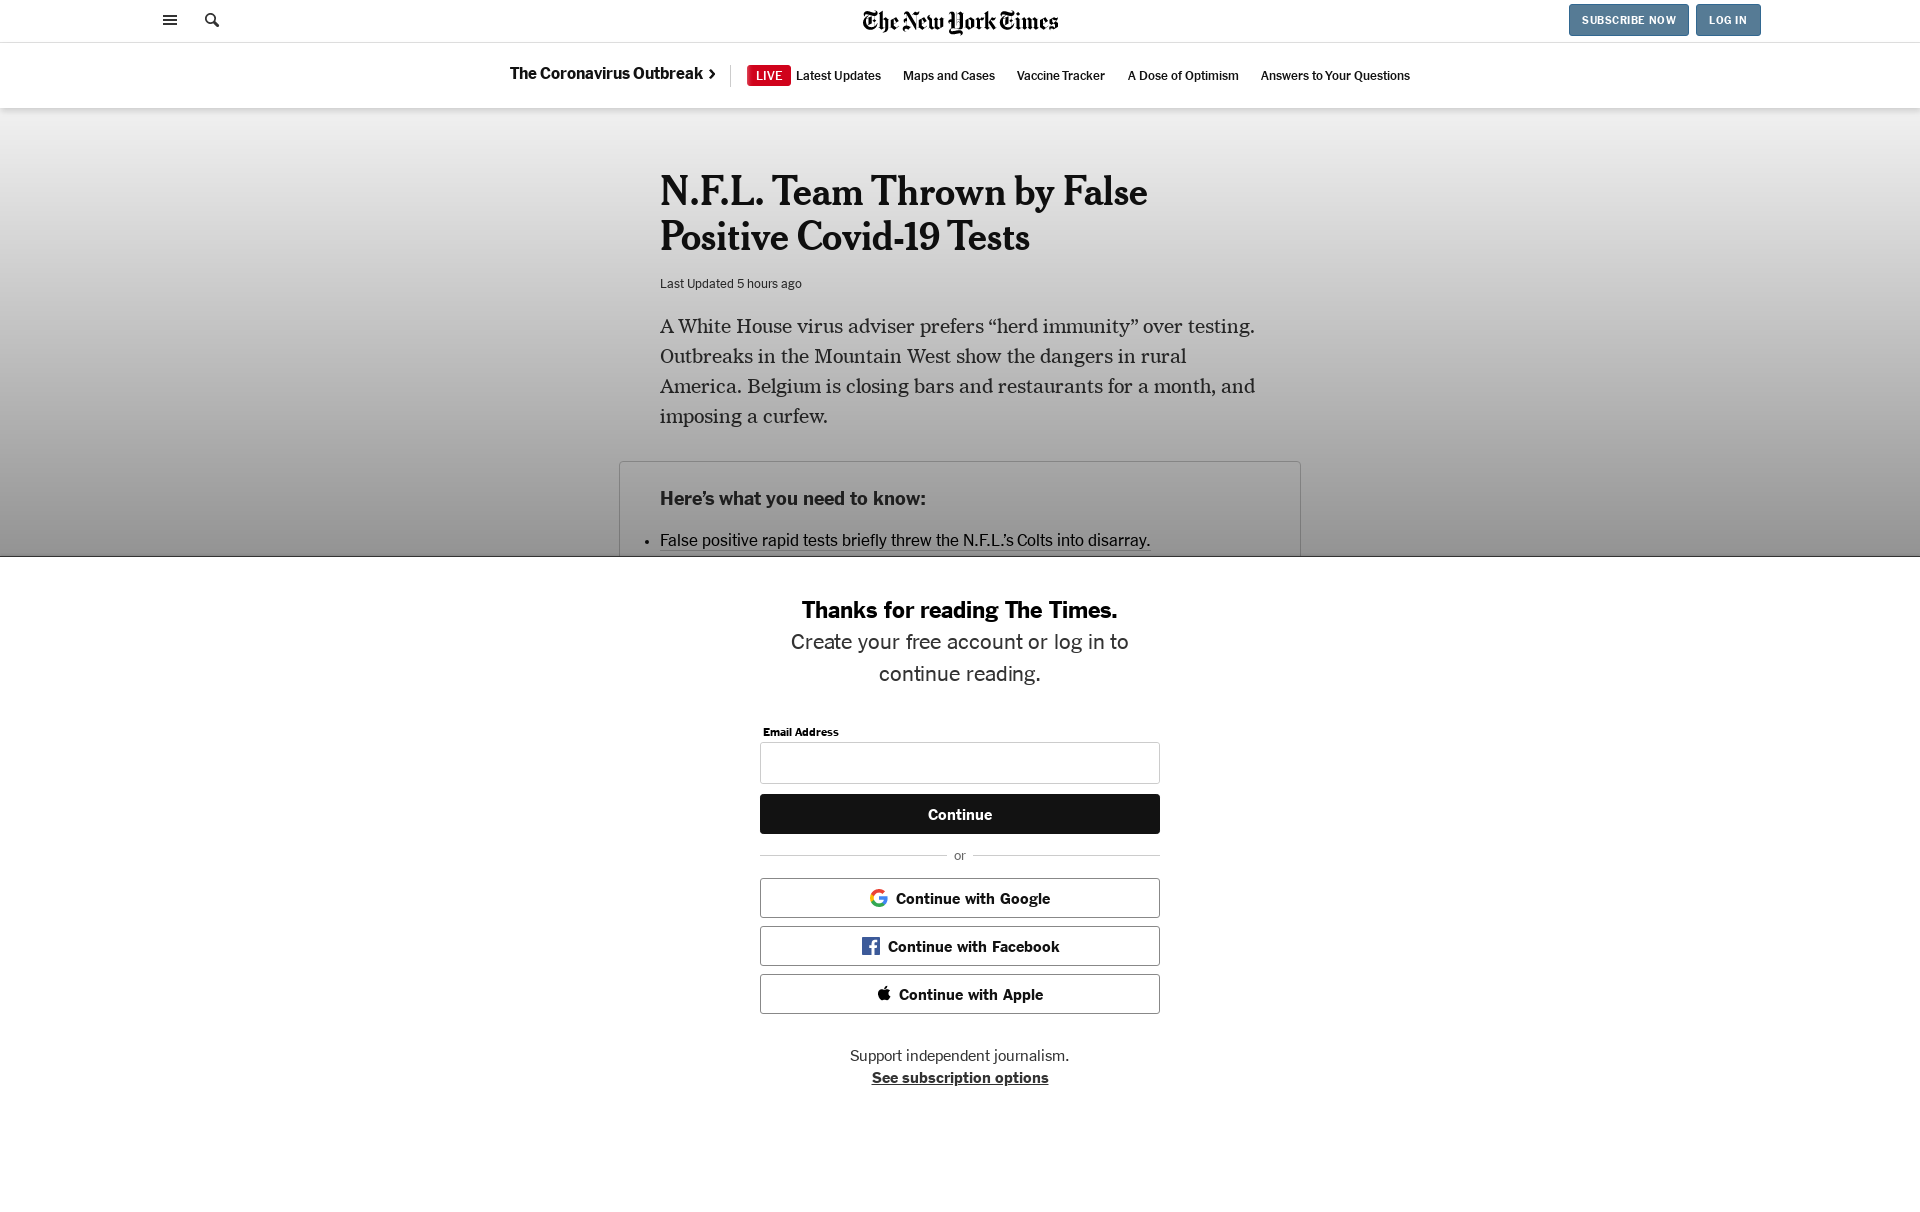 The New York Times
SUBSCRIBE NOW
LOG IN
The Coronavirus Outbreak
LIVE Latest Updates
Maps and Cases
Vaccine Tracker
A Dose of Optimism
Answers to Your Questions
N.F.L. Team Thrown by False
Positive Covid-19 Tests
Last Updated 5 hours ago
A White House virus adviser prefers “herd immunity” over testing.
Outbreaks in the Mountain West show the dangers in rural
America. Belgium is closing bars and restaurants for a month, and
imposing a curfew.
Here’s what you need to know:
• False positive rapid tests briefly threw the N.F.L.’s Colts into disarray.
Thanks for reading The Times.
Create your free account or log in to
continue reading.
Email Address
Continue
or
Continue with Google
Continue with Facebook
Continue with Apple
Support independent journalism.
See subscription options